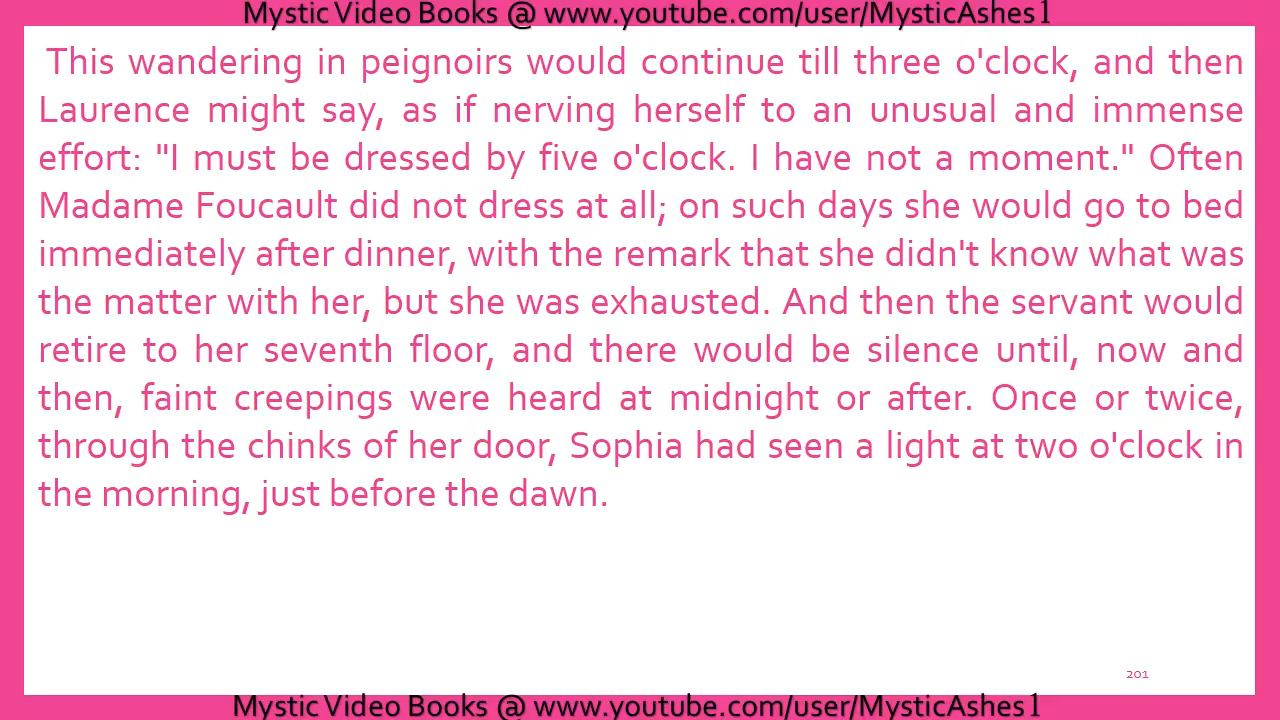 Mystic Video Books @ www.youtube.com/user/MysticAshes1
This wandering in peignoirs would continue till three o'clock, and then
Laurence might say, as if nerving herself to an unusual and immense
effort: "I must be dressed by five o'clock. I have not a moment." Often
Madame Foucault did not dress at all; on such days she would go to bed
immediately after dinner, with the remark that she didn't know what was
the matter with her, but she was exhausted. And then the servant would
retire to her seventh floor, and there would be silence until, now and
then, faint creepings were heard at midnight or after. Once or twice,
through the chinks of her door, Sophia had seen a light at two o'clock in
the morning, just before the dawn.
201
Mystic Video Books @ www.youtube.com/user/MysticAshes1